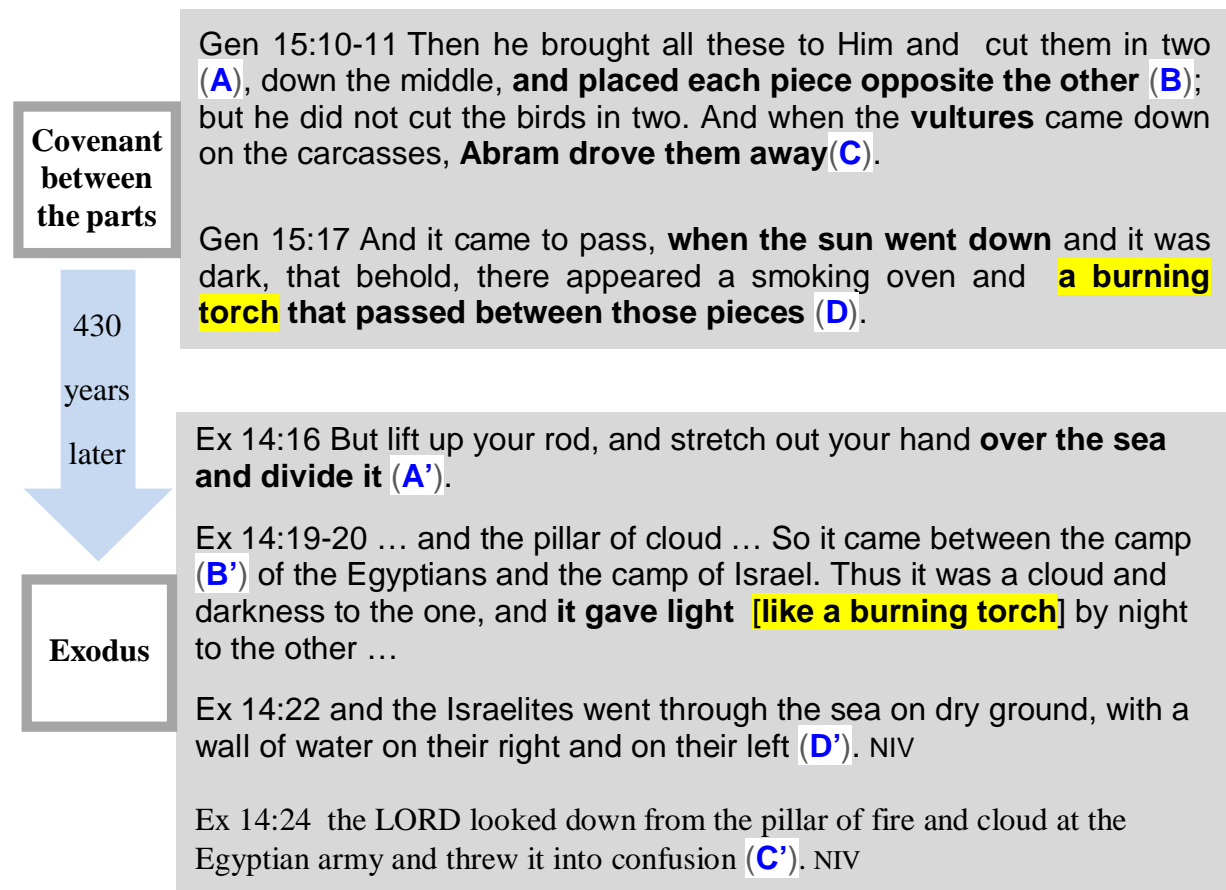 Gen 15:10-11 Then he brought all these to Him and cut them in two
(A), down the middle, and placed each piece opposite the other (B);
but he did not cut the birds in two. And when the vultures came down
on the carcasses, Abram drove them away(C).
Covenant
between
the parts
Gen 15:17 And it came to pass, when the sun went down and it was
dark, that behold, there appeared a smoking oven and a burning
torch that passed between those pieces (D).
430
years
later
Ex 14:16 But lift up your rod, and stretch out your hand over the sea
and divide it (A’).
Ex 14:19-20 … and the pillar of cloud … So it came between the camp
(B’) of the Egyptians and the camp of Israel. Thus it was a cloud and
darkness to the one, and it gave light [like a burning torch] by night
to the other …
Exodus
Ex 14:22 and the Israelites went through the sea on dry ground, with a
wall of water on their right and on their left (D’). NIV
Ex 14:24 the LORD looked down from the pillar of fire and cloud at the
Egyptian army and threw it into confusion (C’). NIV